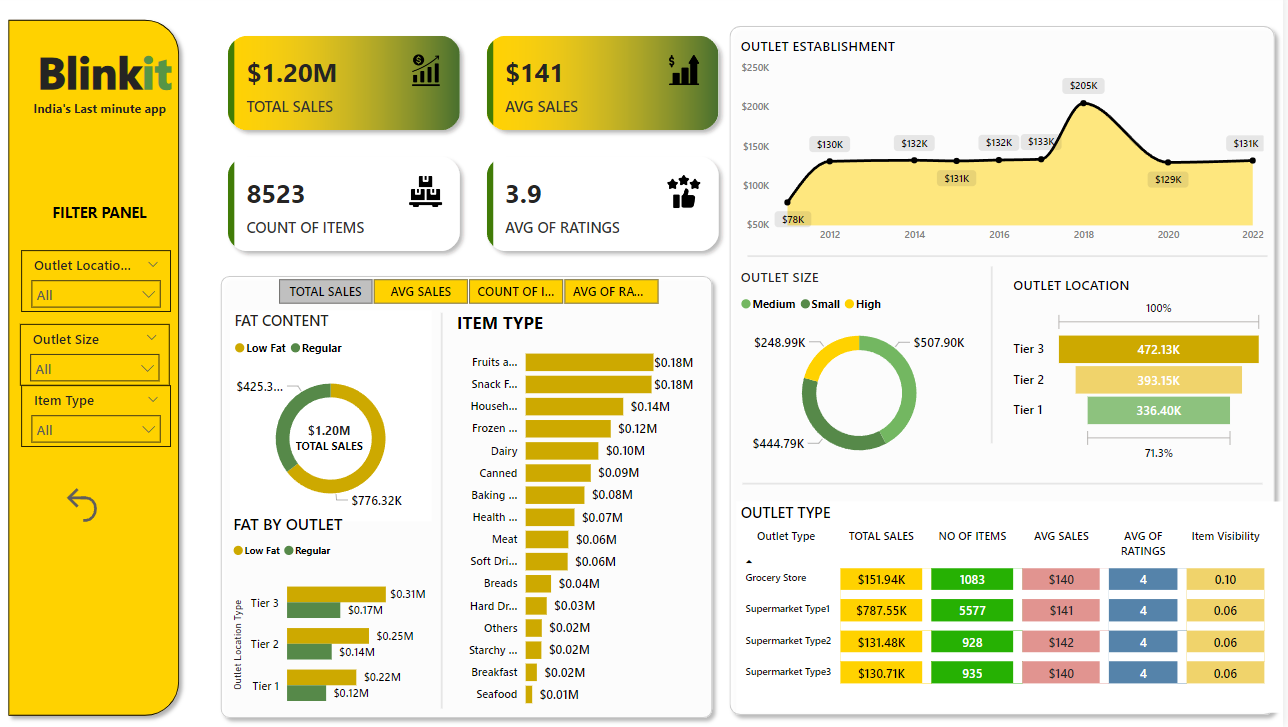 Blinkit
India's Last minute app
FILTER PANEL
Outlet Locatio...
All
Outlet Size
All
Item Type
All
$1.20M
TOTAL SALES
$141
AVG SALES
8523
COUNT OF ITEMS
3.9
AVG OF RATINGS
TOTAL SALES AVG SALES COUNT OF I... AVG OF RA...
FAT CONTENT
Low Fat Regular
$425.3...
$1.20M
TOTAL SALES
$776.32K
FAT BY OUTLET
Low Fat Regular
Outlet Location Type
Tier 3 $0.31M
$0.17M
Tier 2 $0.25M
$0.14M
Tier 1 $0.22M
$0.12M
ITEM TYPE
Fruits a... $0.18M
Snack F... $0.18M
Househ... $0.14M
Frozen ... $0.12M
Dairy $0.10M
Canned $0.09M
Baking ... $0.08M
Health ... $0.07M
Meat $0.06M
Soft Dri... $0.06M
Breads $0.04M
Hard Dr... $0.03M
Others $0.02M
Starchy ... $0.02M
Breakfast $0.02M
Seafood $0.01M
OUTLET ESTABLISHMENT
$250K
$200K
$150K
$100K
$50K
$78K
$130K
$132K
$131K
$132K
$133K
$205K
$129K
$131K
2012 2014 2016 2018 2020 2022
OUTLET SIZE
Medium Small High
$248.99K
$507.90K
$444.79K
OUTLET LOCATION
100%
Tier 3 472.13K
Tier 2 393.15K
Tier 1 336.40K
71.3%
OUTLET TYPE
Outlet Type TOTAL SALES NO OF ITEMS AVG SALES AVG OF RATINGS Item Visibility
Grocery Store $151.94K 1083 $140 4 0.10
Supermarket Type1 $787.55K 5577 $141 4 0.06
Supermarket Type2 $131.48K 928 $142 4 0.06
Supermarket Type3 $130.71K 935 $140 4 0.06